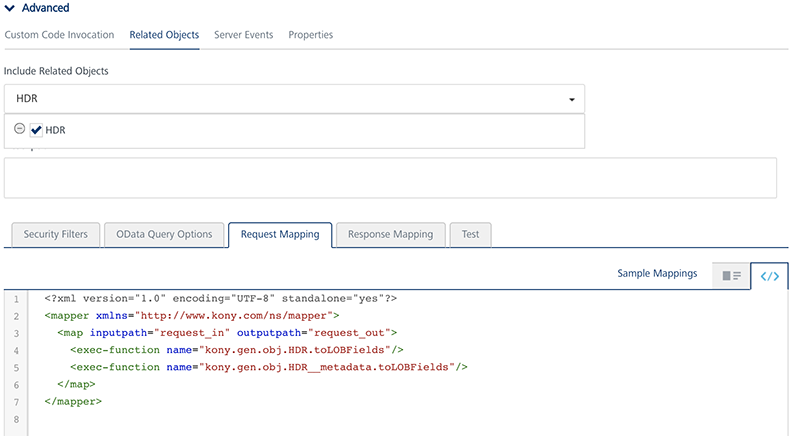 Advanced
Custom Code Invocation Related Objects Server Events Properties
Include Related Objects
HDR
HDR
Security Filters OData Query Options Request Mapping Response Mapping Test
Sample Mappings </>
1 <?xml version="1.0" encoding="UTF-8" standalone="yes"?>
2 <mapper xmlns="http://www.kony.com/ns/mapper">
3 <map inputpath="request_in" outputpath="request_out">
4 <exec-function name="kony.gen.obj.HDR.toLOBFields"/>
5 <exec-function name="kony.gen.obj.HDR__metadata.toLOBFields"/>
6 </map>
7 </mapper>
8